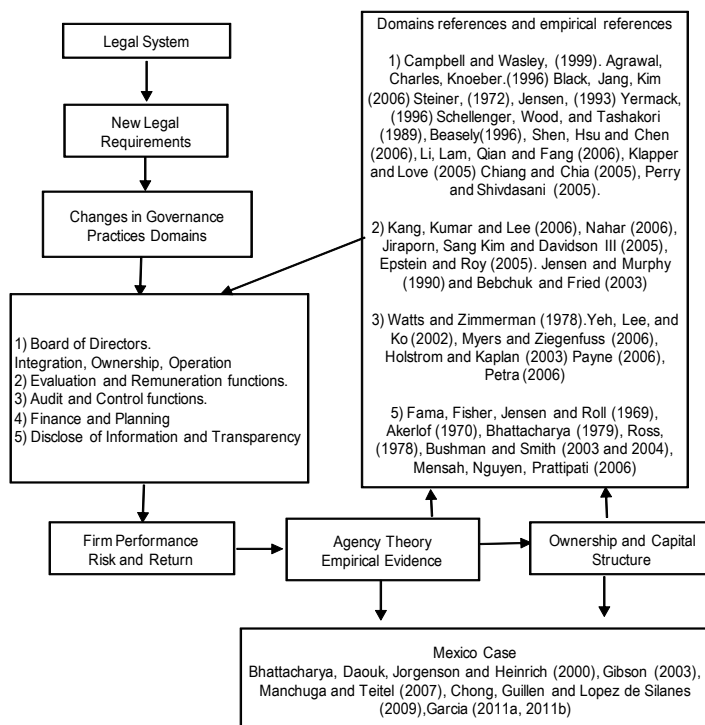 Legal System
New Legal
Requirements
Changes in Governance
Practices Domains
1) Board of Directors.
Integration, Ownership, Operation
2) Evaluation and Remuneration functions.
3) Audit and Control functions.
4) Finance and Planning
5) Disclose of Information and Transparency
Firm Performance
Risk and Return
Agency Theory
Empirical Evidence
Ownership and Capital
Structure
Domains references and empirical references
1) Campbell and Wasley, (1999). Agrawal,
Charles, Knoeber.(1996) Black, Jang, Kim
(2006) Steiner, (1972), Jensen, (1993) Yermack,
(1996) Schellenger, Wood, and Tashakori
(1989), Beasely(1996), Shen, Hsu and Chen
(2006), Li, Lam, Qian and Fang (2006), Klapper
and Love (2005) Chiang and Chia (2005), Perry
and Shivdasani (2005).
2) Kang, Kumar and Lee (2006), Nahar (2006),
Jiraporn, Sang Kim and Davidson III (2005),
Epstein and Roy (2005). Jensen and Murphy
(1990) and Bebchuk and Fried (2003)
3) Watts and Zimmerman (1978).Yeh, Lee, and
Ko (2002), Myers and Ziegenfuss (2006),
Holstrom and Kaplan (2003) Payne (2006),
Petra (2006)
5) Fama, Fisher, Jensen and Roll (1969),
Akerlof (1970), Bhattacharya (1979), Ross,
(1978), Bushman and Smith (2003 and 2004),
Mensah, Nguyen, Prattipati (2006)
Mexico Case
Bhattacharya, Daouk, Jorgenson and Heinrich (2000), Gibson (2003),
Manchuga and Teitel (2007), Chong, Guillen and Lopez de Silanes
(2009),Garcia (2011a, 2011b)